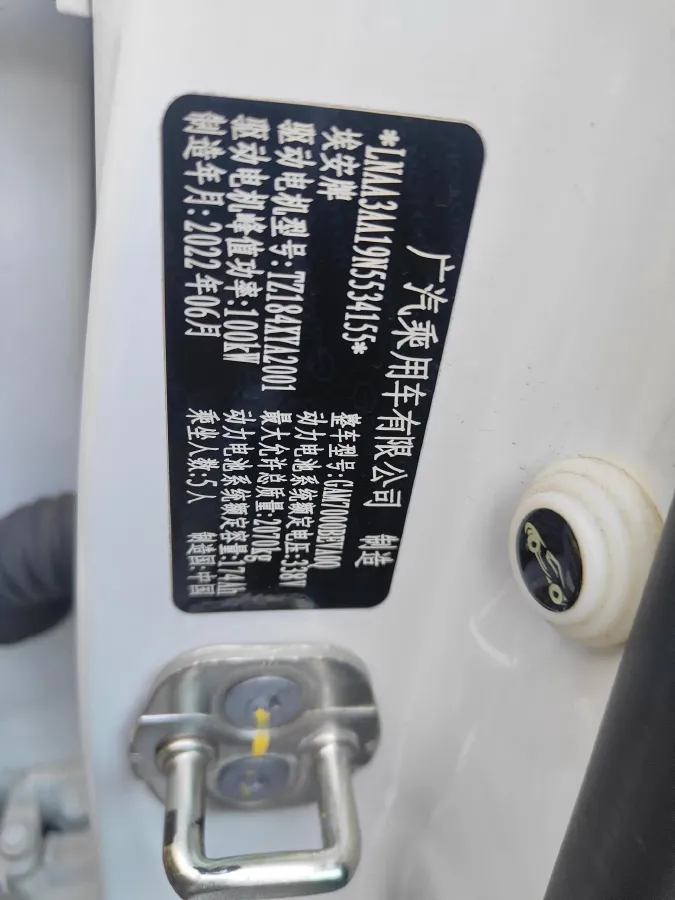 广汽乘用车有限公司 制造
*LNAA3AA19N5534155*
埃安牌 整车型号:GAM7000BEVA0Q
驱动电机型号:TZ184XYA2001 动力电池系统额定电压:338V
驱动电机峰值功率:100kW 最大允许总质量:2070kg
制造年月:2022年06月 动力电池系统额定容量:174Ah
乘坐人数:5人 制造国:中国